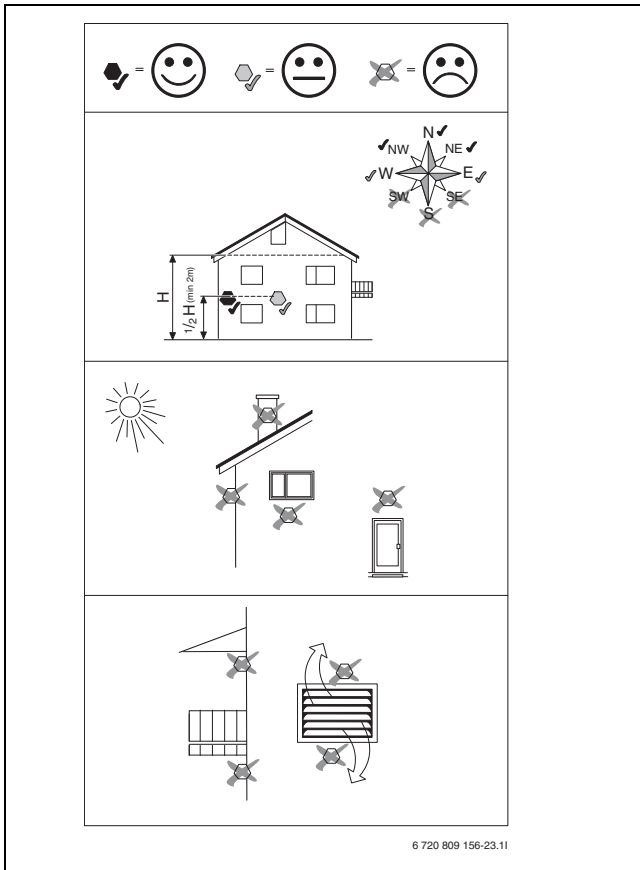 = = =
N
NW NE
W E
SW SE
S
H
1/2 H (min 2m)
6 720 809 156-23.1I